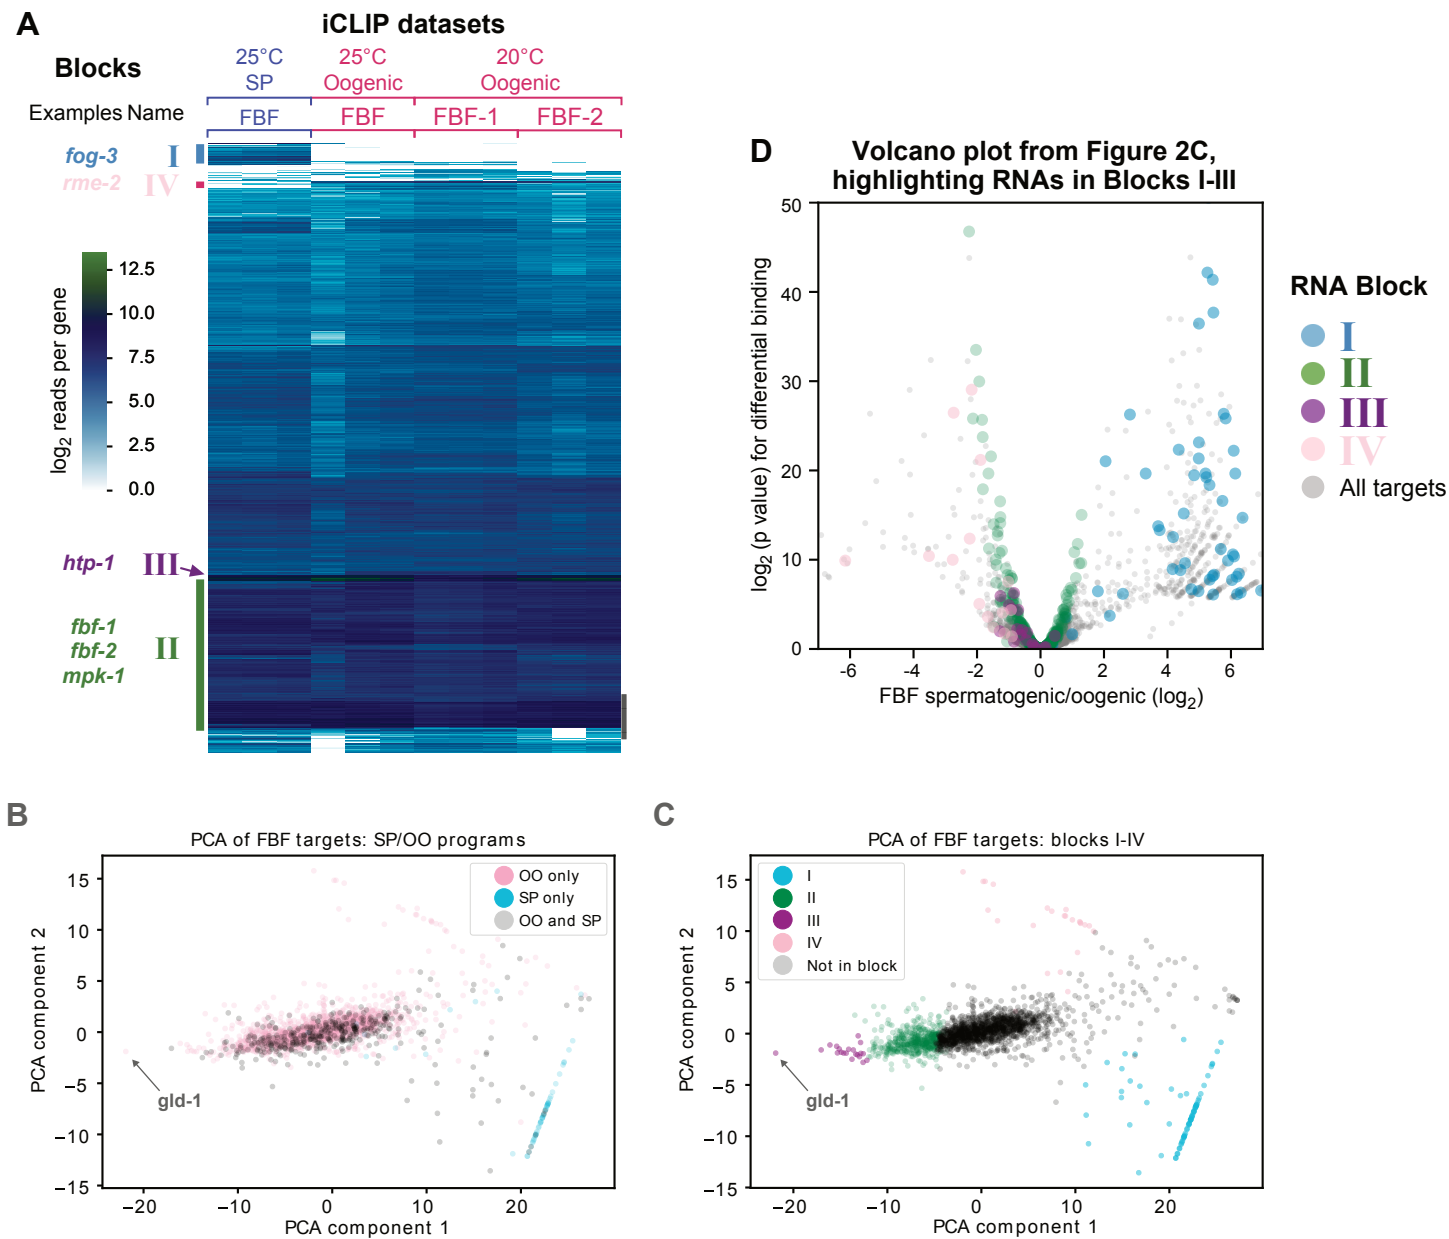 A
iCLIP datasets
Blocks
25°C
SP
25°C
Oogenic
20°C
Oogenic
Examples Name
FBF
FBF
FBF-1
FBF-2
fog-3
I
rme-2
IV
log2 reads per gene
12.5
10.0
7.5
5.0
2.5
0.0
htp-1
III
fbf-1
fbf-2
mpk-1
II
D
Volcano plot from Figure 2C,
highlighting RNAs in Blocks I-III
log2 (p value) for differential binding
50
40
30
20
10
0
-6
-4
-2
0
2
4
6
FBF spermatogenic/oogenic (log2)
RNA Block
I
II
III
IV
All targets
B
PCA of FBF targets: SP/OO programs
OO only
SP only
OO and SP
PCA component 2
15
10
5
0
−5
−10
−15
gld-1
−20
−10
0
10
20
PCA component 1
C
PCA of FBF targets: blocks I-IV
I
II
III
IV
Not in block
PCA component 2
15
10
5
0
−5
−10
−15
gld-1
−20
−10
0
10
20
PCA component 1